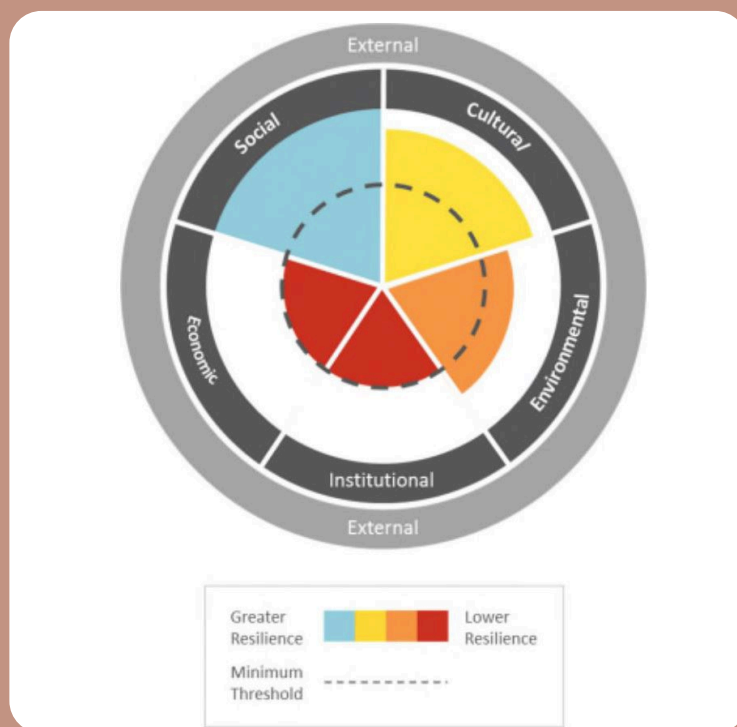 External
Social
Cultural/
Economic
Environmental
Institutional
External
Greater
Resilience
Lower
Resilience
Minimum
Threshold